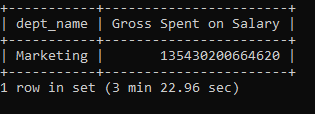 +-----------+-----------------------+
| dept_name | Gross Spent on Salary |
+-----------+-----------------------+
| Marketing |       135430200664620 |
+-----------+-----------------------+
1 row in set (3 min 22.96 sec)